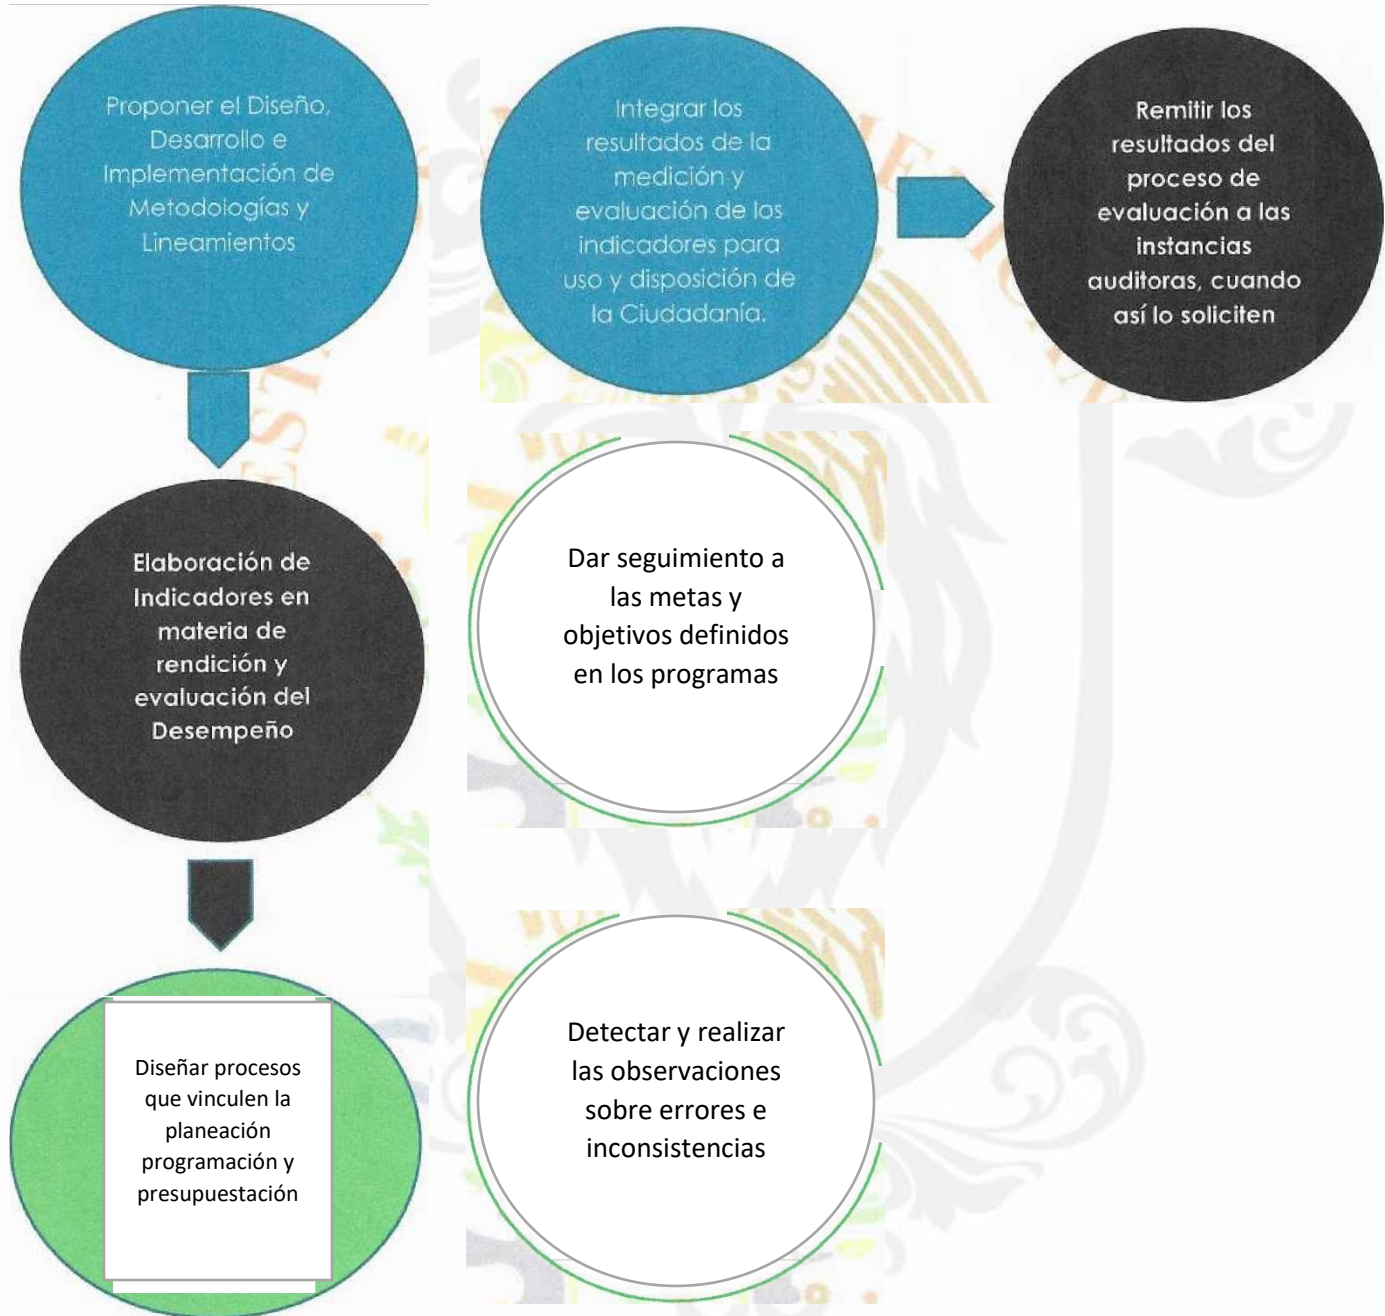 Proponer el Diseño,
Desarrollo e
Implementación de
Metodologías y
Lineamientos
Elaboración de
Indicadores en
materia de
rendición y
evaluación del
Desempeño
Diseñar procesos
que vinculen la
planeación
programación y
presupuestación
Integrar los
resultados de la
medición y
evaluación de los
indicadores para
uso y disposición de
la Ciudadanía.
Remitir los
resultados del
proceso de
evaluación a las
instancias
auditoras, cuando
así lo soliciten
Dar seguimiento a
las metas y
objetivos definidos
en los programas
Detectar y realizar
las observaciones
sobre errores e
inconsistencias